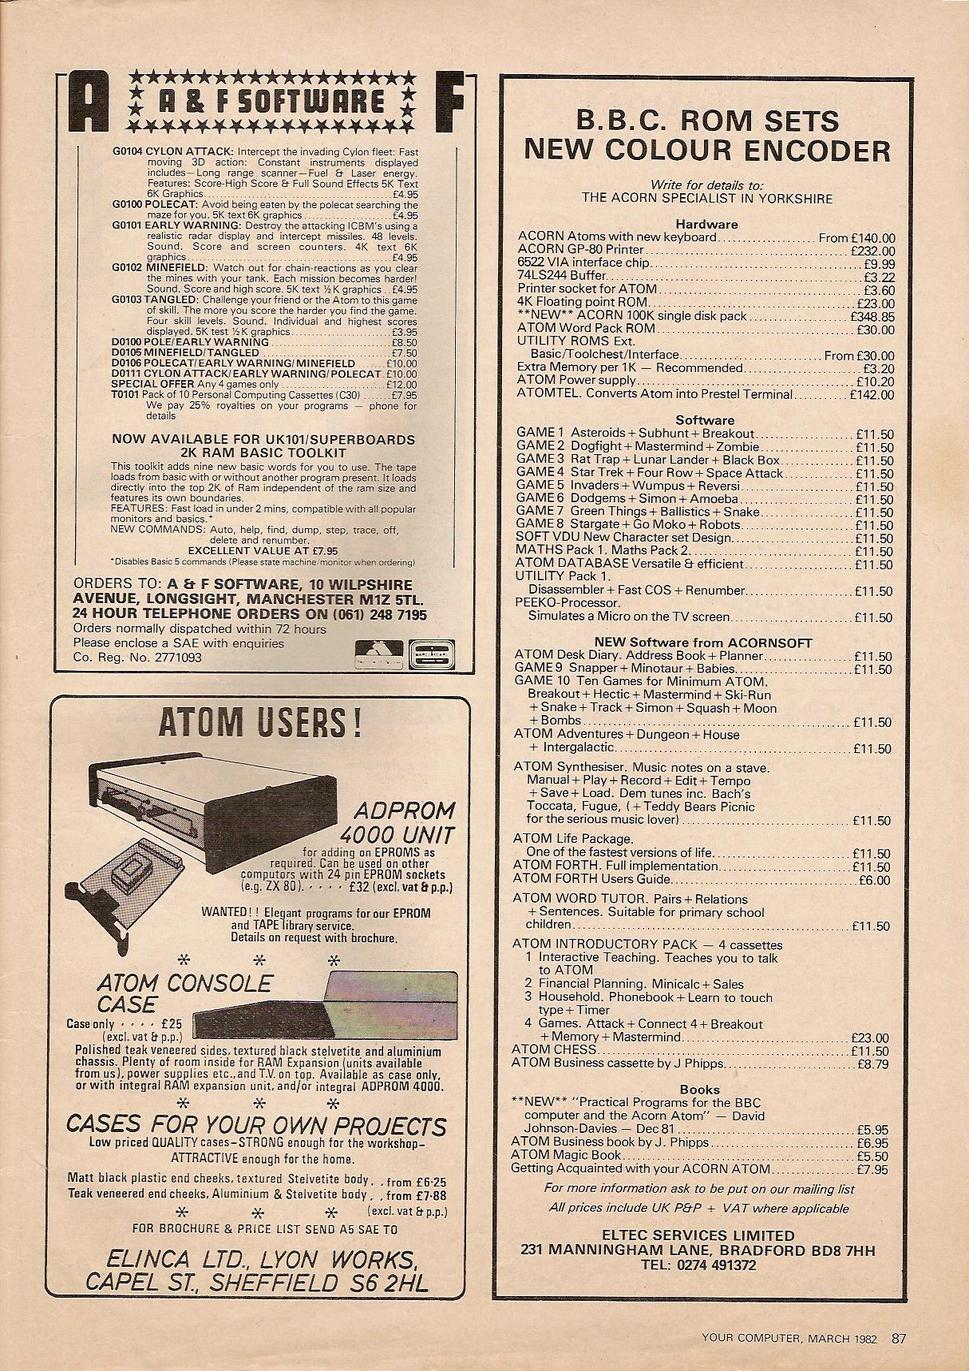 A
A & F SOFTWARE
F
G0104 CYLON ATTACK: Intercept the invading Cylon fleet: Fast
moving 3D action: Constant instruments displayed
includes—Long range scanner—Fuel & Laser energy.
Features: Score-High Score & Full Sound Effects 5K Text
6K Graphics....................£4.95
G0100 POLECAT: Avoid being eaten by the polecat searching the
maze for you. 5K text 6K graphics....................£4.95
G0101 EARLY WARNING: Destroy the attacking ICBM's using a
realistic radar display and intercept missiles. 48 levels.
Sound. Score and screen counters. 4K text 6K
graphics....................£4.95
G0102 MINEFIELD: Watch out for chain-reactions as you clear
the mines with your tank. Each mission becomes harder!
Sound. Score and high score. 5K text ½K graphics ..£4.95
G0103 TANGLED: Challenge your friend or the Atom to this game
of skill. The more you score the harder you find the game.
Four skill levels. Sound. Individual and highest scores
displayed. 5K test ½K graphics....................£3.95
D0100 POLE/EARLY WARNING....................£8.50
D0105 MINEFIELD/TANGLED....................£7.50
D0106 POLECAT/EARLY WARNING/MINEFIELD .......£10.00
D0111 CYLON ATTACK/EARLY WARNING/POLECAT £10.00
SPECIAL OFFER Any 4 games only....................£12.00
T0101 Pack of 10 Personal Computing Cassettes (C30) ......£7.95
We pay 25% royalties on your programs — phone for
details
NOW AVAILABLE FOR UK101/SUPERBOARDS
2K RAM BASIC TOOLKIT
This toolkit adds nine new basic words for you to use. The tape
loads from basic with or without another program present. It loads
directly into the top 2K of Ram independent of the ram size and
features its own boundaries.
FEATURES: Fast load in under 2 mins, compatible with all popular
monitors and basics.*
NEW COMMANDS: Auto, help, find, dump, step, trace, off,
delete and renumber.
EXCELLENT VALUE AT £7.95
*Disables Basic 5 commands (Please state machine/monitor when ordering)
ORDERS TO: A & F SOFTWARE, 10 WILPSHIRE
AVENUE, LONGSIGHT, MANCHESTER M1Z 5TL.
24 HOUR TELEPHONE ORDERS ON (061) 248 7195
Orders normally dispatched within 72 hours
Please enclose a SAE with enquiries
Co. Reg. No. 2771093
ATOM USERS!
ADPROM
4000 UNIT
for adding on EPROMS as
required. Can be used on other
computors with 24 pin EPROM sockets
(e.g. ZX 80). · · · · £32 (excl. vat & p.p.)
WANTED!! Elegant programs for our EPROM
and TAPE library service.
Details on request with brochure.
* * *
ATOM CONSOLE
CASE
Case only · · · · £25
(excl. vat & p.p.)
Polished teak veneered sides, textured black stelvetite and aluminium
chassis. Plenty of room inside for RAM Expansion (units available
from us), power supplies etc., and T.V. on top. Available as case only,
or with integral RAM expansion unit, and/or integral ADPROM 4000.
* * *
CASES FOR YOUR OWN PROJECTS
Low priced QUALITY cases–STRONG enough for the workshop–
ATTRACTIVE enough for the home.
Matt black plastic end cheeks, textured Stelvetite body . . from £6·25
Teak veneered end cheeks, Aluminium & Stelvetite body . . from £7·88
* * * (excl. vat & p.p.)
FOR BROCHURE & PRICE LIST SEND A5 SAE TO
ELINCA LTD., LYON WORKS,
CAPEL ST., SHEFFIELD S6 2HL
B.B.C. ROM SETS
NEW COLOUR ENCODER
Write for details to:
THE ACORN SPECIALIST IN YORKSHIRE
Hardware
ACORN Atoms with new keyboard....................From £140.00
ACORN GP-80 Printer....................£232.00
6522 VIA interface chip....................£9.99
74LS244 Buffer....................£3.22
Printer socket for ATOM....................£3.60
4K Floating point ROM....................£23.00
**NEW** ACORN 100K single disk pack....................£348.85
ATOM Word Pack ROM....................£30.00
UTILITY ROMS Ext.
Basic/Toolchest/Interface....................From £30.00
Extra Memory per 1K — Recommended....................£3.20
ATOM Power supply....................£10.20
ATOMTEL. Converts Atom into Prestel Terminal..........£142.00
Software
GAME 1 Asteroids + Subhunt + Breakout....................£11.50
GAME 2 Dogfight + Mastermind + Zombie....................£11.50
GAME 3 Rat Trap + Lunar Lander + Black Box....................£11.50
GAME 4 Star Trek + Four Row + Space Attack....................£11.50
GAME 5 Invaders + Wumpus + Reversi....................£11.50
GAME 6 Dodgems + Simon + Amoeba....................£11.50
GAME 7 Green Things + Ballistics + Snake....................£11.50
GAME 8 Stargate + Go Moko + Robots....................£11.50
SOFT VDU New Character set Design....................£11.50
MATHS Pack 1. Maths Pack 2....................£11.50
ATOM DATABASE Versatile & efficient....................£11.50
UTILITY Pack 1.
Disassembler + Fast COS + Renumber....................£11.50
PEEKO-Processor.
Simulates a Micro on the TV screen....................£11.50
NEW Software from ACORNSOFT
ATOM Desk Diary. Address Book + Planner....................£11.50
GAME 9 Snapper + Minotaur + Babies....................£11.50
GAME 10 Ten Games for Minimum ATOM.
Breakout + Hectic + Mastermind + Ski-Run
+ Snake + Track + Simon + Squash + Moon
+ Bombs....................£11.50
ATOM Adventures + Dungeon + House
+ Intergalactic....................£11.50
ATOM Synthesiser. Music notes on a stave.
Manual + Play + Record + Edit + Tempo
+ Save + Load. Dem tunes inc. Bach's
Toccata, Fugue, (+ Teddy Bears Picnic
for the serious music lover)....................£11.50
ATOM Life Package.
One of the fastest versions of life....................£11.50
ATOM FORTH. Full implementation....................£11.50
ATOM FORTH Users Guide....................£6.00
ATOM WORD TUTOR. Pairs + Relations
+ Sentences. Suitable for primary school
children....................£11.50
ATOM INTRODUCTORY PACK — 4 cassettes
1 Interactive Teaching. Teaches you to talk
to ATOM
2 Financial Planning. Minicalc + Sales
3 Household. Phonebook + Learn to touch
type + Timer
4 Games. Attack + Connect 4 + Breakout
+ Memory + Mastermind....................£23.00
ATOM CHESS....................£11.50
ATOM Business cassette by J Phipps....................£8.79
Books
**NEW** "Practical Programs for the BBC
computer and the Acorn Atom" — David
Johnson-Davies — Dec 81....................£5.95
ATOM Business book by J. Phipps....................£6.95
ATOM Magic Book....................£5.50
Getting Acquainted with your ACORN ATOM....................£7.95
For more information ask to be put on our mailing list
All prices include UK P&P + VAT where applicable
ELTEC SERVICES LIMITED
231 MANNINGHAM LANE, BRADFORD BD8 7HH
TEL: 0274 491372
YOUR COMPUTER, MARCH 1982 87